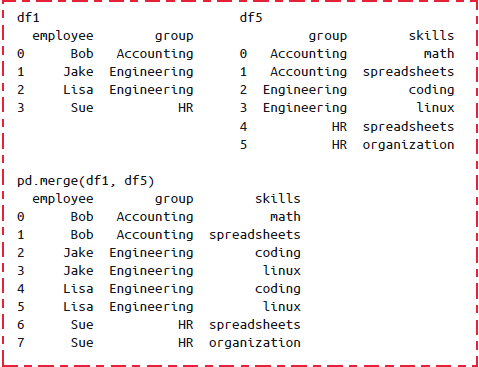 df1                          df5
  employee        group               group        skills
0      Bob   Accounting      0   Accounting          math
1     Jake  Engineering      1   Accounting  spreadsheets
2     Lisa  Engineering      2  Engineering        coding
3      Sue           HR      3  Engineering         linux
                             4           HR  spreadsheets
                             5           HR  organization
pd.merge(df1, df5)
  employee        group        skills
0      Bob   Accounting          math
1      Bob   Accounting  spreadsheets
2     Jake  Engineering        coding
3     Jake  Engineering         linux
4     Lisa  Engineering        coding
5     Lisa  Engineering         linux
6      Sue           HR  spreadsheets
7      Sue           HR  organization